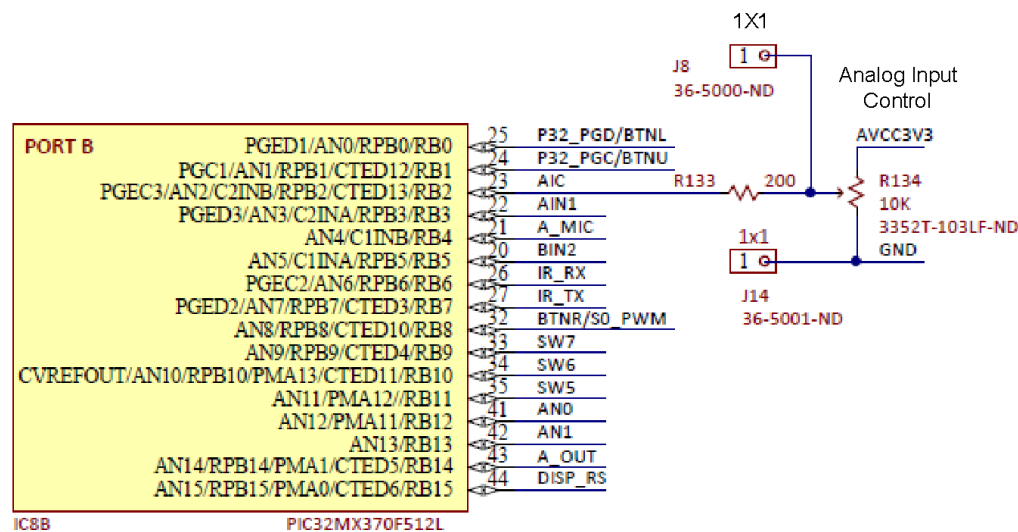 1X1
1
J8
36-5000-ND
Analog Input
Control
AVCC3V3
PORT B
PGED1/AN0/RPB0/RB0 25 P32_PGD/BTNL
PGC1/AN1/RPB1/CTED12/RB1 24 P32_PGC/BTNU
PGEC3/AN2/C2INB/RPB2/CTED13/RB2 23 AIC R133 200 R134
PGED3/AN3/C2INA/RPB3/RB3 22 AIN1 10K
AN4/C1INB/RB4 21 A_MIC 3352T-103LF-ND
AN5/C1INA/RPB5/RB5 20 BIN2 1x1 GND
1
PGEC2/AN6/RPB6/RB6 26 IR_RX
PGED2/AN7/RPB7/CTED3/RB7 27 IR_TX J14
AN8/RPB8/CTED10/RB8 32 BTNR/S0_PWM 36-5001-ND
AN9/RPB9/CTED4/RB9 33 SW7
CVREFOUT/AN10/RPB10/PMA13/CTED11//RB10 34 SW6
AN11/PMA12//RB11 35 SW5
AN12/PMA11/RB12 41 AN0
AN13/RB13 42 AN1
AN14/RPB14/PMA1/CTED5/RB14 43 A_OUT
AN15/RPB15/PMA0/CTED6/RB15 44 DISP_RS
IC8B PIC32MX370F512L